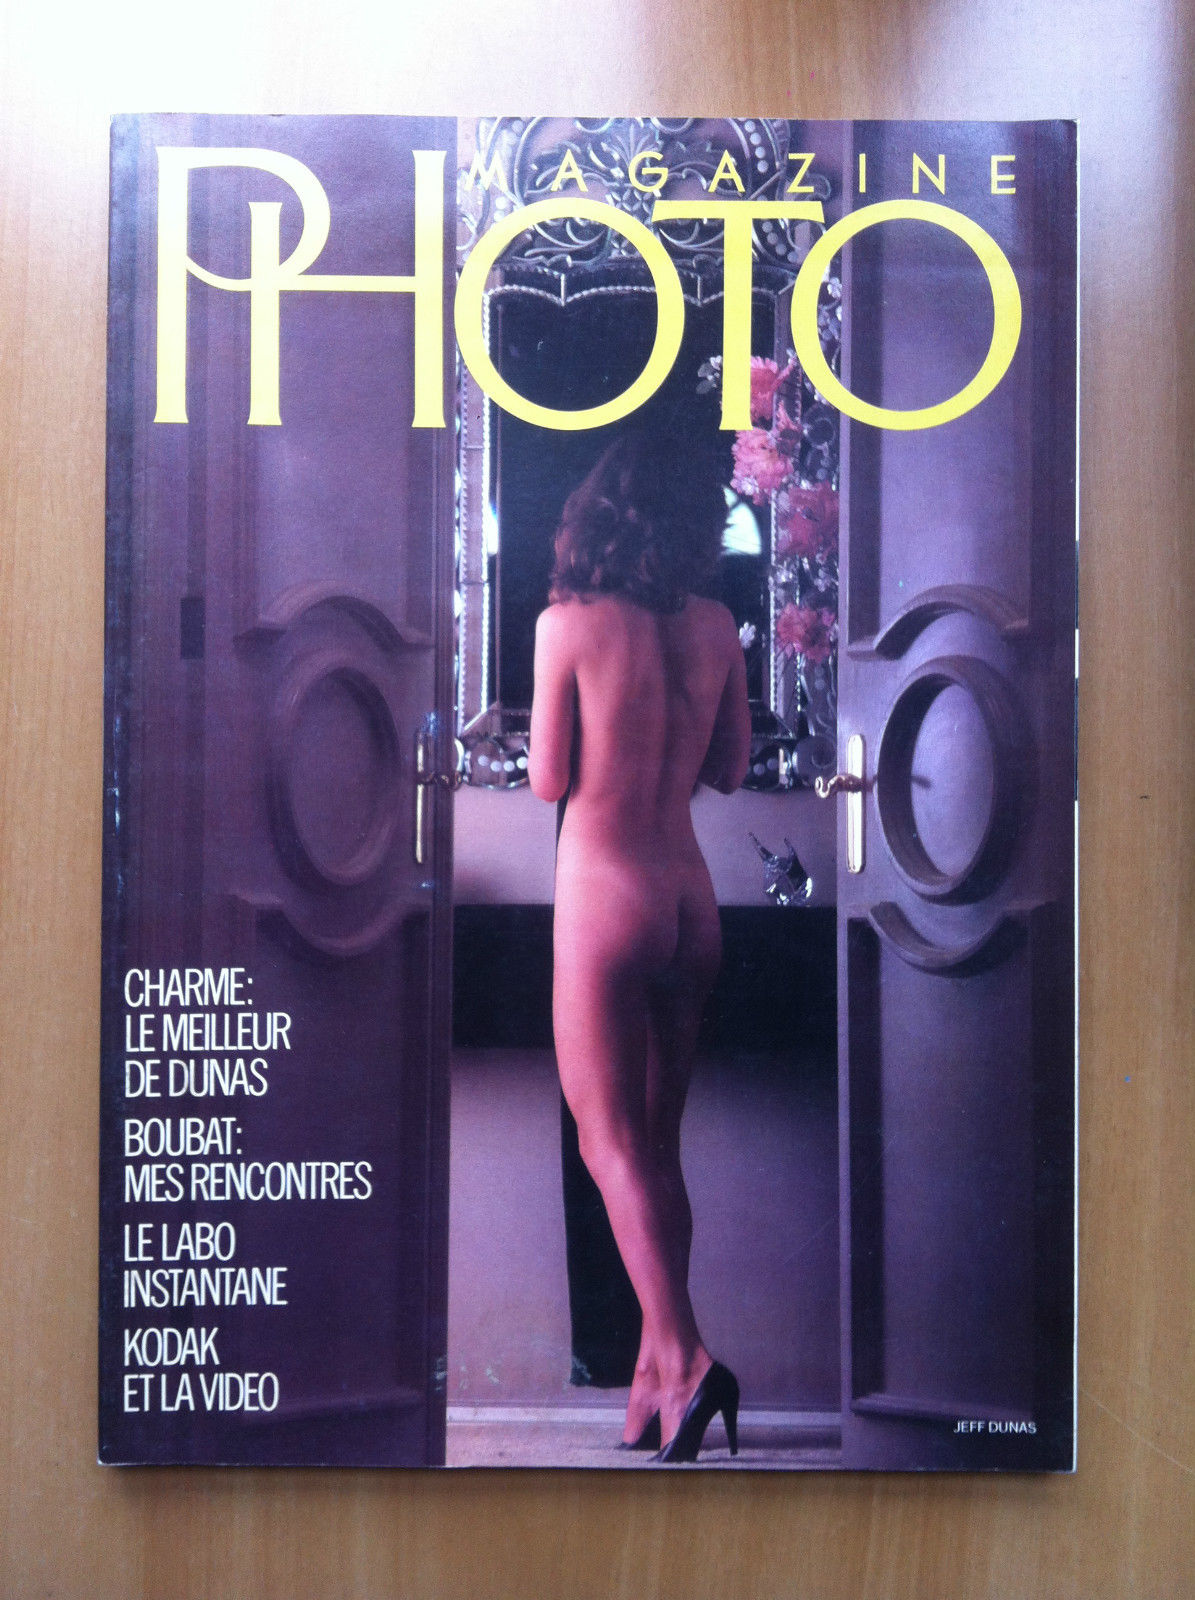 MAGAZINE
PHOTO
CHARME:
LE MEILLEUR
DE DUNAS
BOUBAT:
MES RENCONTRES
LE LABO
INSTANTANE
KODAK
ET LA VIDEO
JEFF DUNAS